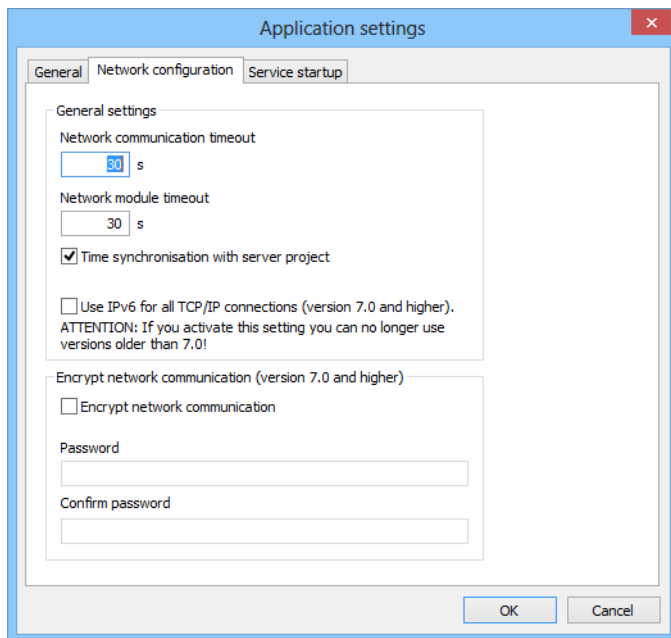 Application settings
General
Network configuration
Service startup
General settings
Network communication timeout
30 s
Network module timeout
30 s
Time synchronisation with server project
Use IPv6 for all TCP/IP connections (version 7.0 and higher).
ATTENTION: If you activate this setting you can no longer use
versions older than 7.0!
Encrypt network communication (version 7.0 and higher)
Encrypt network communication
Password
Confirm password
OK
Cancel